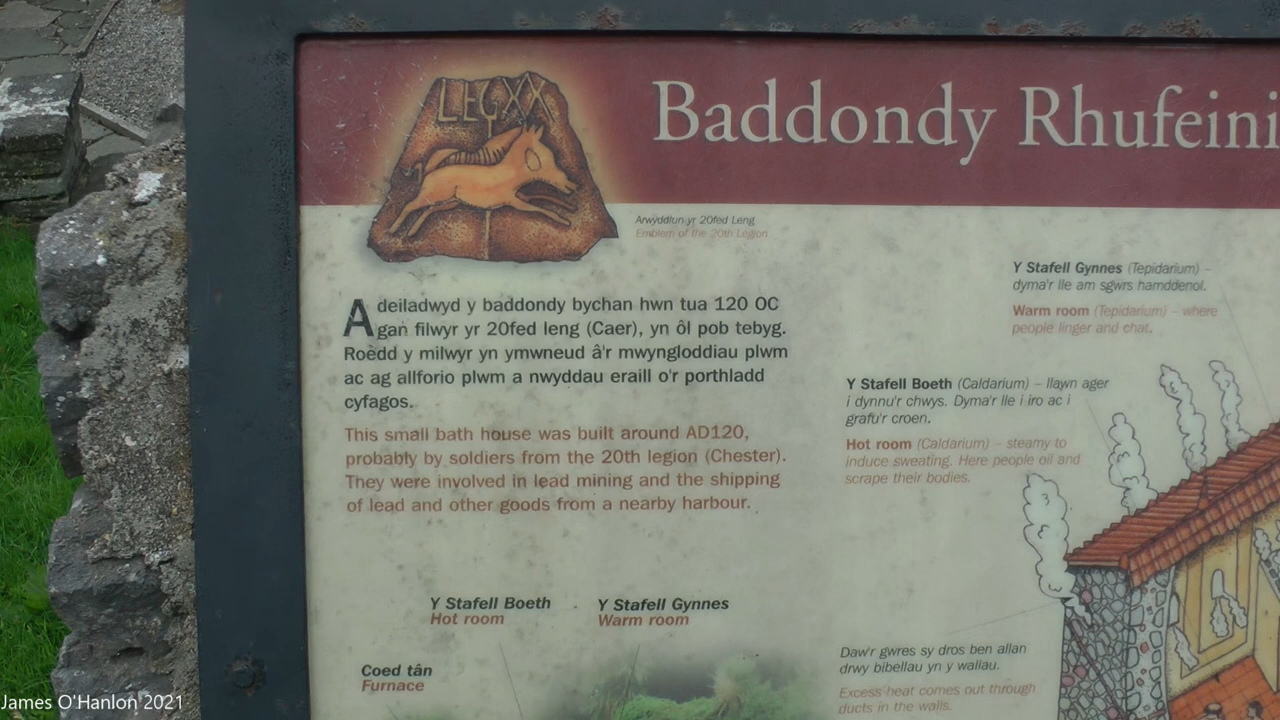 LEGXX
Baddondy Rhufeini
Arwyddlun yr 20fed Leng
Emblem of the 20th Legion
A deiladwyd y baddondy bychan hwn tua 120 OC
gan filwyr yr 20fed leng (Caer), yn ôl pob tebyg.
Roedd y milwyr yn ymwneud â'r mwyngloddiau plwm
ac ag allforio plwm a nwyddau eraill o'r porthladd
cyfagos.
This small bath house was built around AD120,
probably by soldiers from the 20th legion (Chester).
They were involved in lead mining and the shipping
of lead and other goods from a nearby harbour.
Y Stafell Gynnes (Tepidarium) –
dyma'r lle am sgwrs hamddenol.
Warm room (Tepidarium) – where
people linger and chat.
Y Stafell Boeth (Caldarium) – llawn ager
i dynnu'r chwys. Dyma'r lle i iro ac i
grafu'r croen.
Hot room (Caldarium) – steamy to
induce sweating. Here people oil and
scrape their bodies.
Y Stafell Boeth
Hot room
Y Stafell Gynnes
Warm room
Coed tân
Furnace
Daw'r gwres sy dros ben allan
drwy bibellau yn y waliau.
Excess heat comes out through
ducts in the walls.
James O'Hanlon 2021